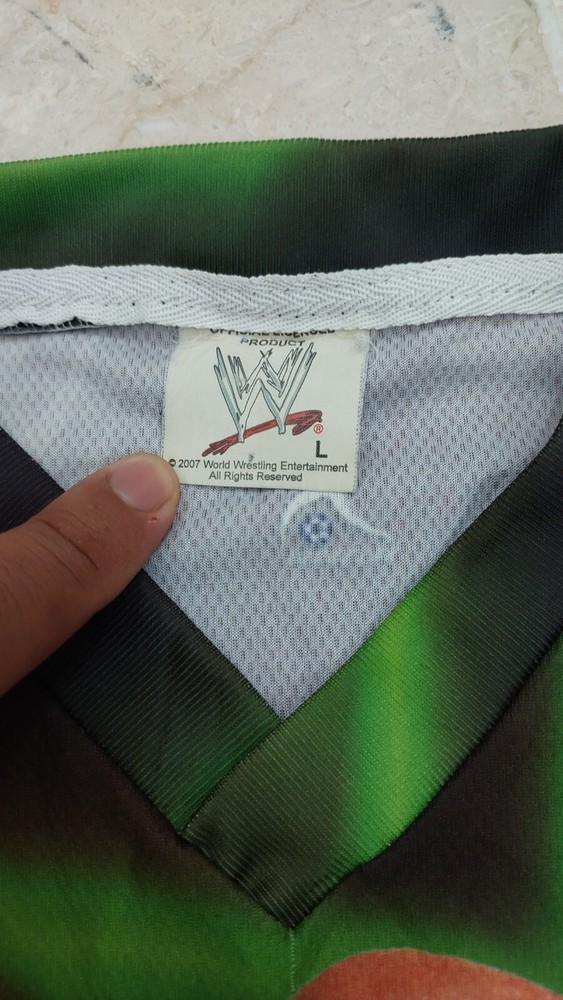 OFFICIAL LICENSED
PRODUCT
W
®
L
© 2007 World Wrestling Entertainment
All Rights Reserved